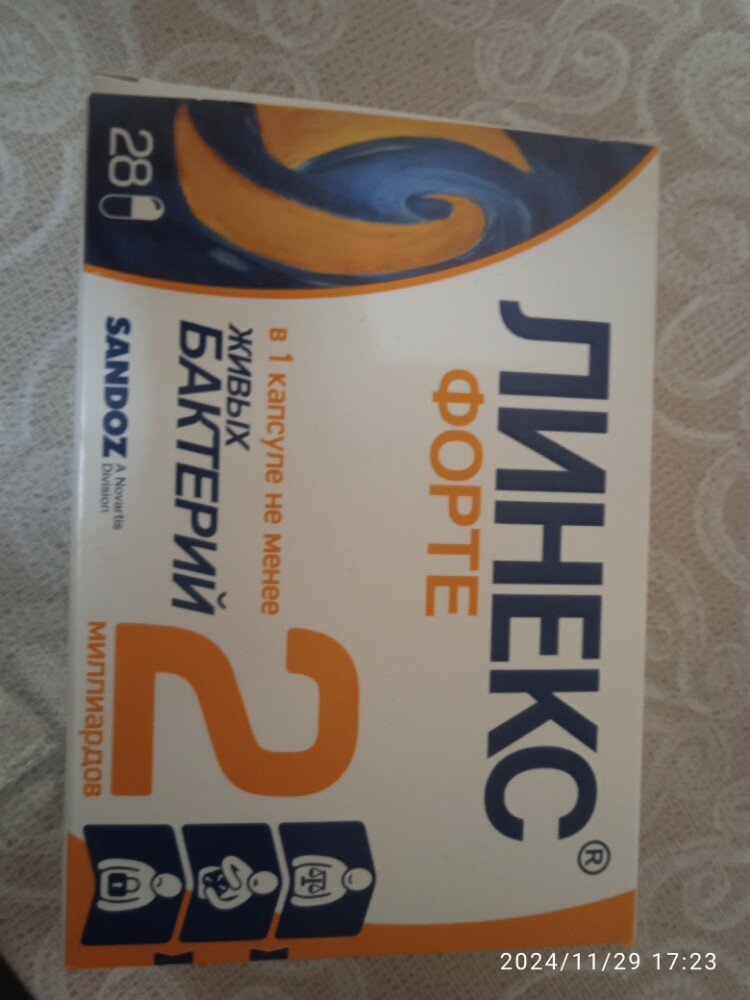 ЛИНЕКС®
ФОРТЕ
в 1 капсуле не менее
живых
БАКТЕРИЙ
2
миллиардов
28
SANDOZ
A Novartis
Division
2024/11/29 17:23